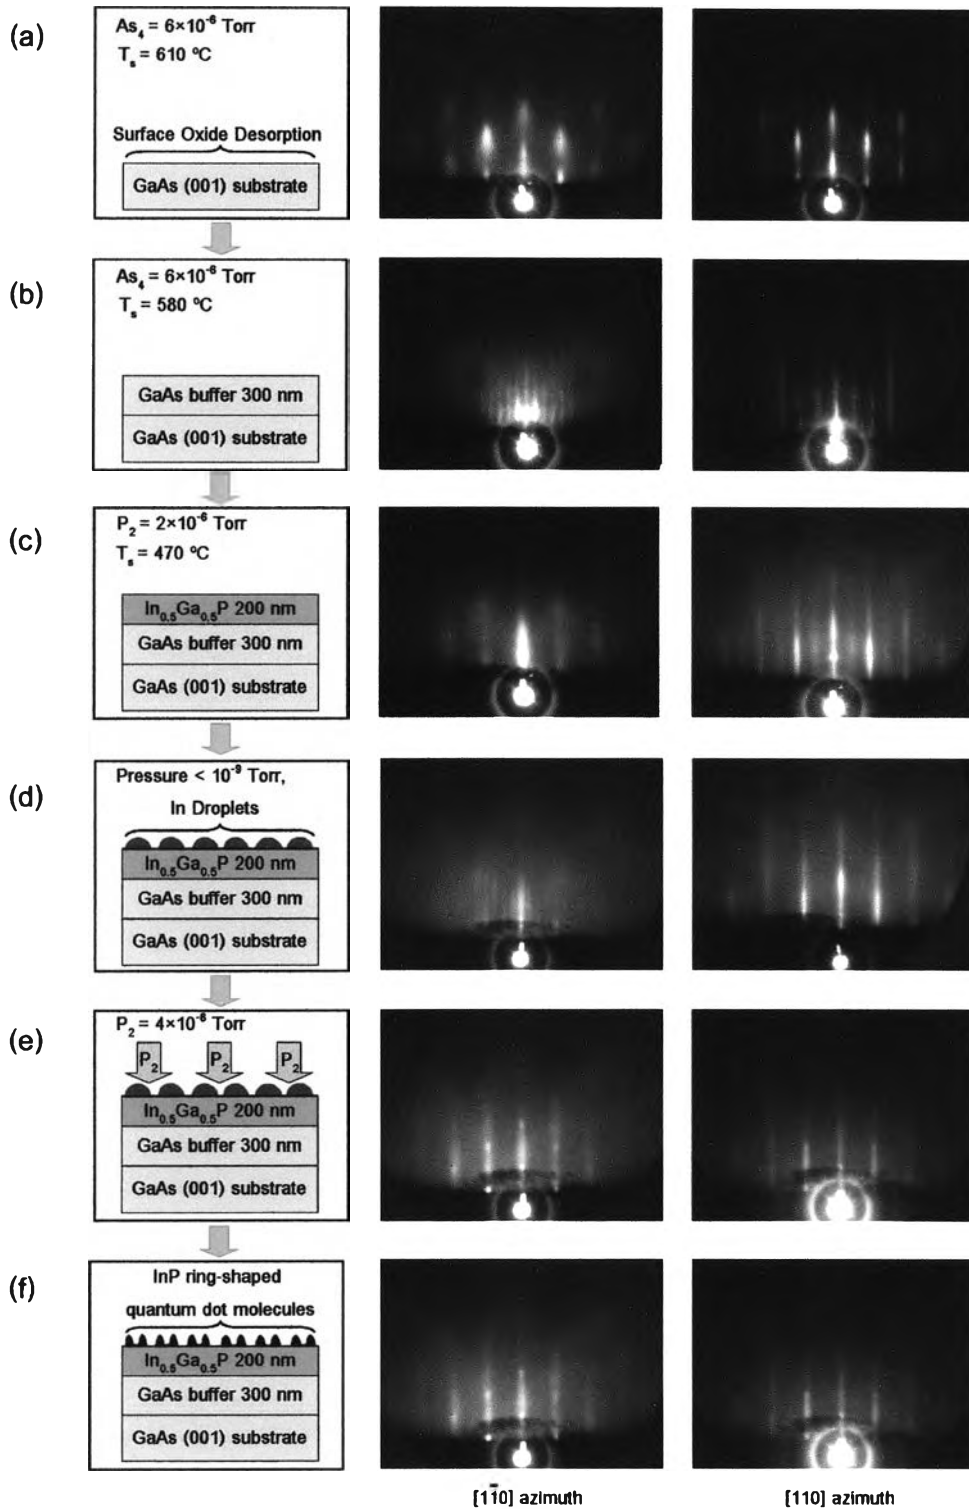 (a)
As4 = 6×10-6 Torr
Ts = 610 ºC
Surface Oxide Desorption
GaAs (001) substrate
(b)
As4 = 6×10-6 Torr
Ts = 580 ºC
GaAs buffer 300 nm
GaAs (001) substrate
(c)
P2 = 2×10-6 Torr
Ts = 470 ºC
In0.5Ga0.5P 200 nm
GaAs buffer 300 nm
GaAs (001) substrate
(d)
Pressure < 10-9 Torr,
In Droplets
In0.5Ga0.5P 200 nm
GaAs buffer 300 nm
GaAs (001) substrate
(e)
P2 = 4×10-6 Torr
P2 P2 P2
In0.5Ga0.5P 200 nm
GaAs buffer 300 nm
GaAs (001) substrate
(f)
InP ring-shaped
quantum dot molecules
In0.5Ga0.5P 200 nm
GaAs buffer 300 nm
GaAs (001) substrate
[11̄0] azimuth [110] azimuth